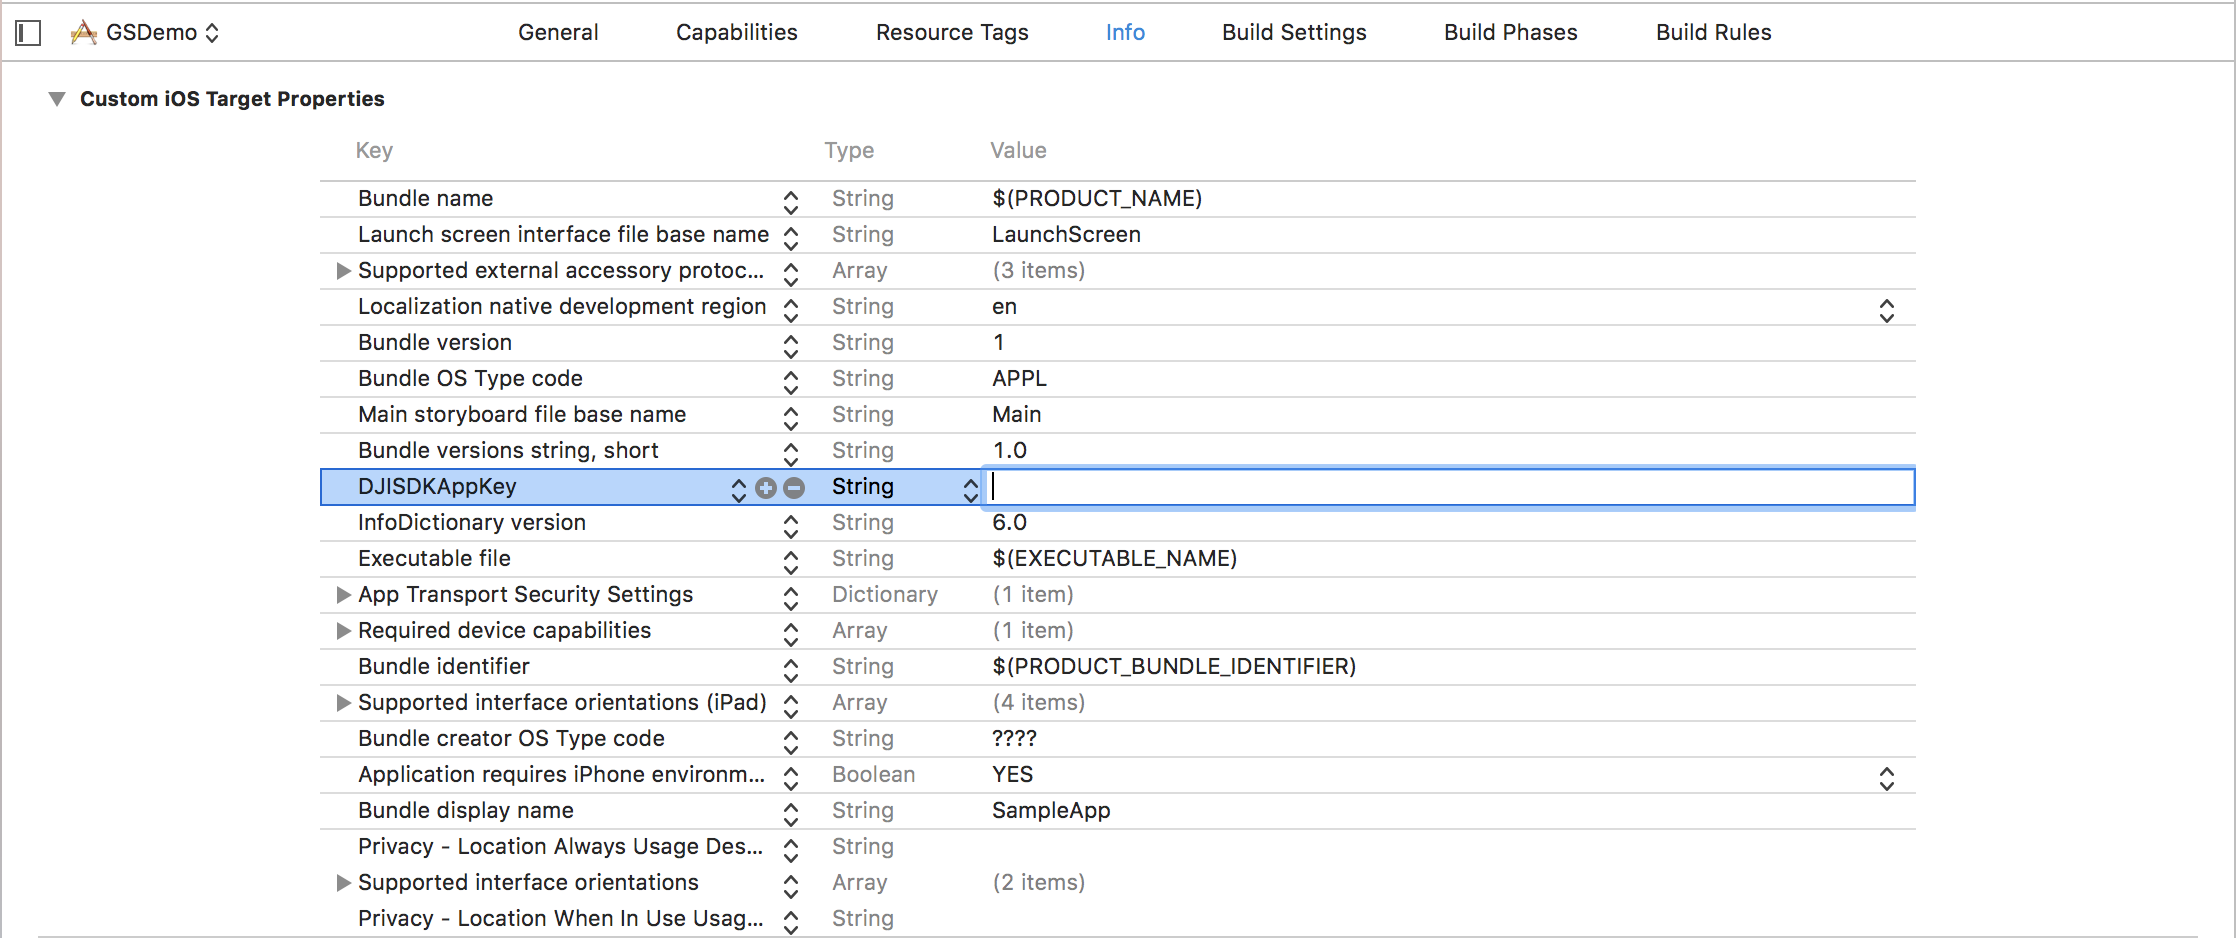 GSDemo General Capabilities Resource Tags Info Build Settings Build Phases Build Rules
Custom iOS Target Properties
Key Type Value
Bundle name String $(PRODUCT_NAME)
Launch screen interface file base name String LaunchScreen
Supported external accessory protoc... Array (3 items)
Localization native development region String en
Bundle version String 1
Bundle OS Type code String APPL
Main storyboard file base name String Main
Bundle versions string, short String 1.0
DJISDKAppKey String
InfoDictionary version String 6.0
Executable file String $(EXECUTABLE_NAME)
App Transport Security Settings Dictionary (1 item)
Required device capabilities Array (1 item)
Bundle identifier String $(PRODUCT_BUNDLE_IDENTIFIER)
Supported interface orientations (iPad) Array (4 items)
Bundle creator OS Type code String ????
Application requires iPhone environm... Boolean YES
Bundle display name String SampleApp
Privacy - Location Always Usage Des... String
Supported interface orientations Array (2 items)
Privacy - Location When In Use Usag... String